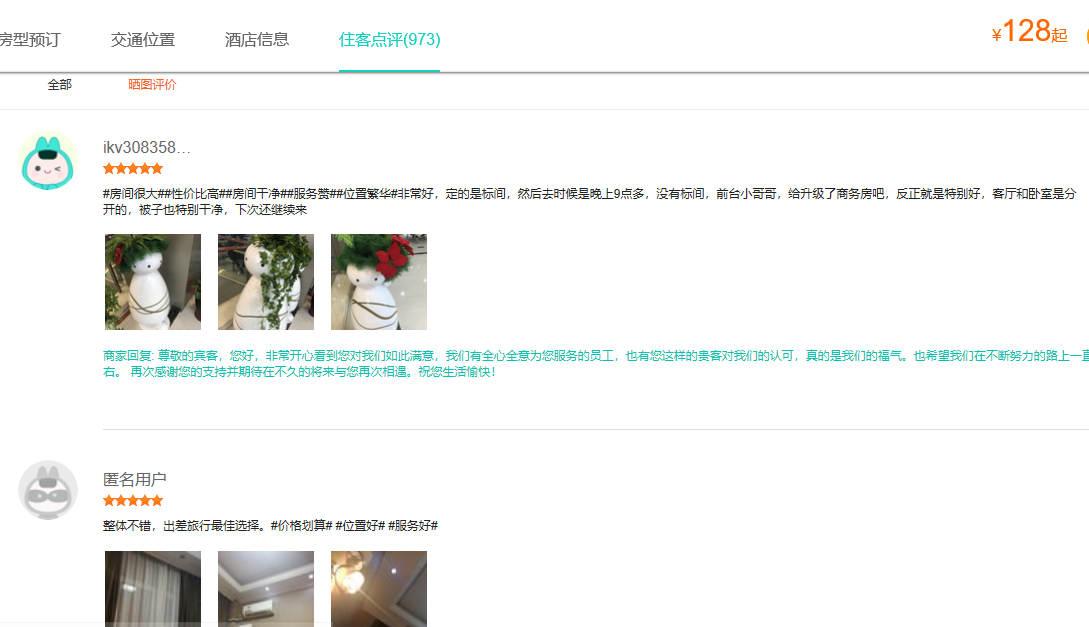 房型预订
交通位置
酒店信息
住客点评(973)
¥128起
全部
晒图评价
ikv308358...
#房间很大##性价比高##房间干净##服务赞##位置繁华#非常好，定的是标间，然后去时候是晚上9点多，没有标间，前台小哥哥，给升级了商务房吧，反正就是特别好，客厅和卧室是分
开的，被子也特别干净，下次还继续来
商家回复: 尊敬的宾客，您好，非常开心看到您对我们如此满意，我们有全心全意为您服务的员工，也有您这样的贵客对我们的认可，真的是我们的福气。也希望我们在不断努力的路上一直
右。 再次感谢您的支持并期待在不久的将来与您再次相遇。祝您生活愉快！
匿名用户
整体不错，出差旅行最佳选择。#价格划算# #位置好# #服务好#